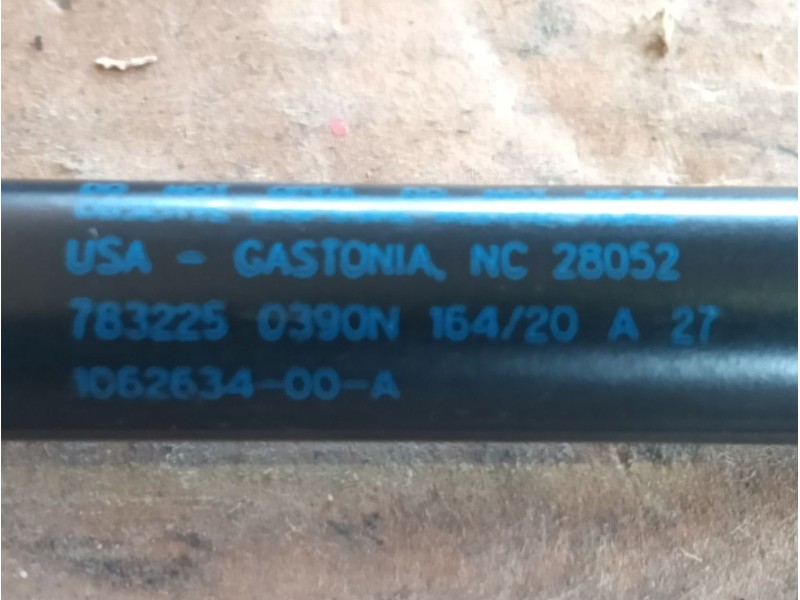 USA - GASTONIA, NC 28052
783225 0390N 164/20 A 27
1062634-00-A